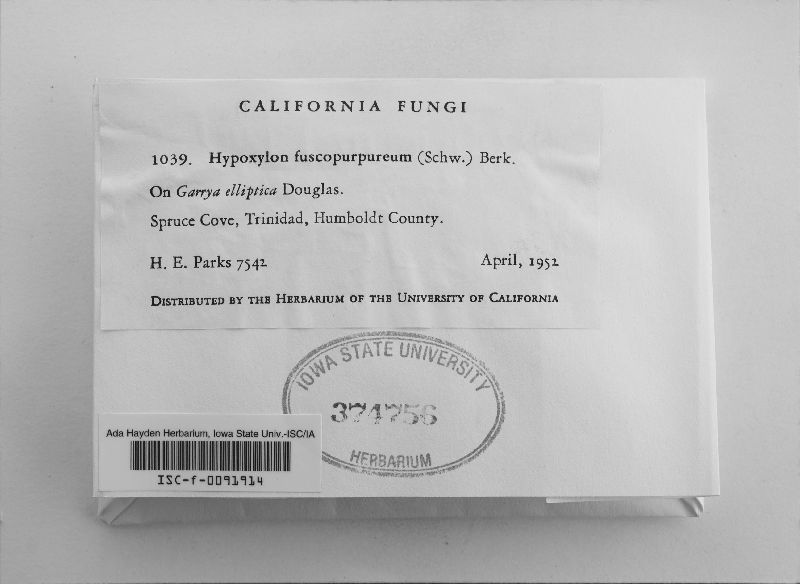 CALIFORNIA FUNGI
1039. Hypoxylon fuscopurpureum (Schw.) Berk.
On Garrya elliptica Douglas.
Spruce Cove, Trinidad, Humboldt County.
H. E. Parks 7542 April, 1952
DISTRIBUTED BY THE HERBARIUM OF THE UNIVERSITY OF CALIFORNIA
IOWA STATE UNIVERSITY
374756
HERBARIUM
Ada Hayden Herbarium, Iowa State Univ.-ISC/IA
ISC-f-0091914